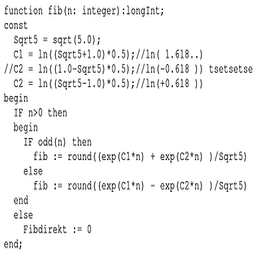 function fib(n: integer):longInt;
const
Sqrt5 = sqrt(5.0);
C1 = ln((Sqrt5+1.0)*0.5);//ln( 1.618..)
//C2 = ln((1.0-Sqrt5)*0.5);//ln(-0.618 )) tsetsetse
C2 = ln((Sqrt5-1.0)*0.5);//ln(+0.618 ))
begin
IF n>0 then
begin
IF odd(n) then
fib := round((exp(C1*n) + exp(C2*n) )/Sqrt5)
else
fib := round((exp(C1*n) - exp(C2*n) )/Sqrt5)
end
else
Fibdirekt := 0
end;